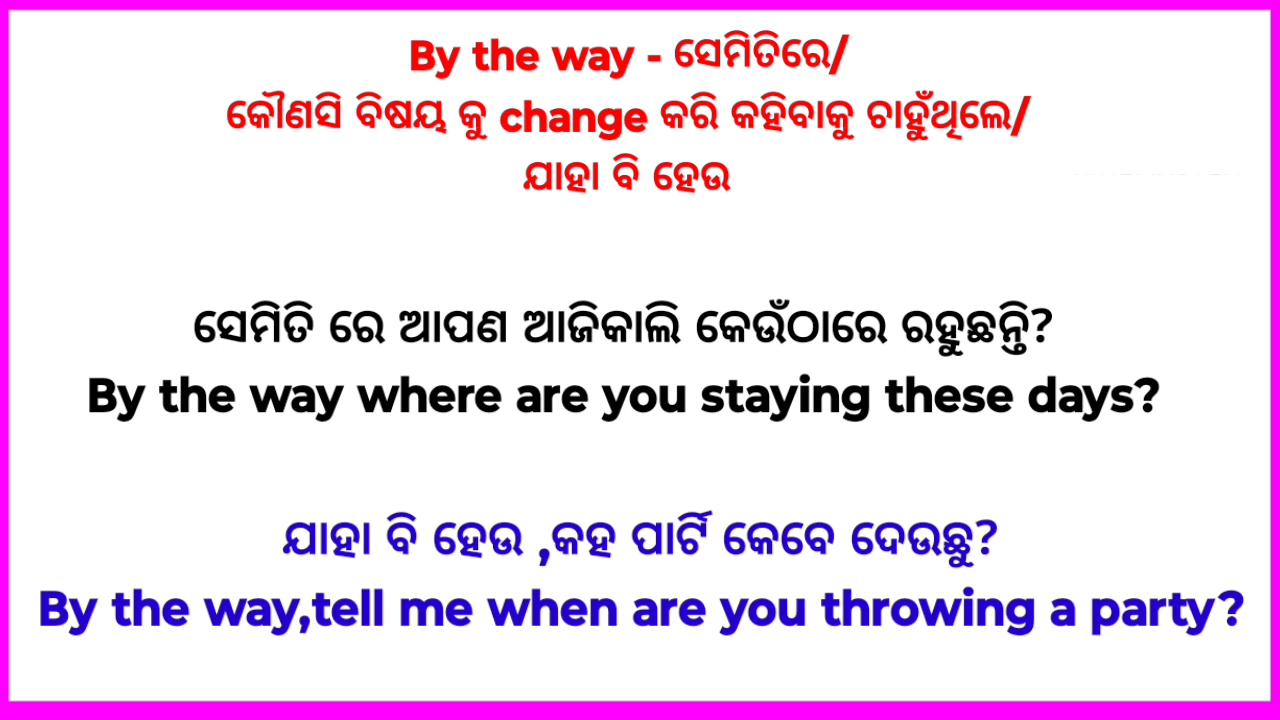 By the way - ସେମିତିରେ/
କୌଣସି ବିଷୟ କୁ change କରି କହିବାକୁ ଚାହୁଁଥିଲେ/
ଯାହା ବି ହେଉ
ସେମିତି ରେ ଆପଣ ଆଜିକାଲି କେଉଁଠାରେ ରହୁଛନ୍ତି?
By the way where are you staying these days?
ଯାହା ବି ହେଉ ,କହ ପାର୍ଟି କେବେ ଦେଉଛୁ?
By the way,tell me when are you throwing a party?